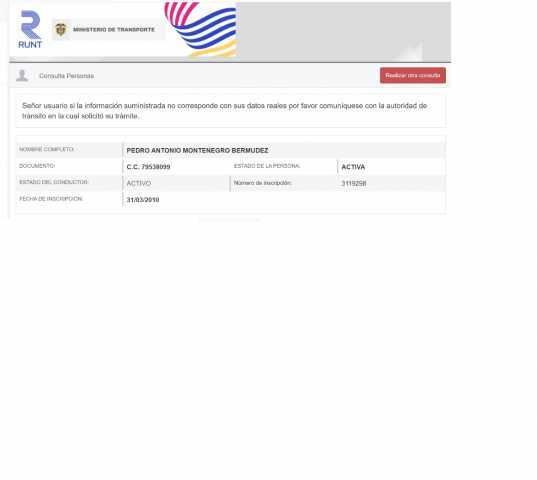 RUNT
MINISTERIO DE TRANSPORTE
Consulta Personas
Realizar otra consulta
Señor usuario si la información suministrada no corresponde con sus datos reales por favor comuníquese con la autoridad de
tránsito en la cual solicitó su trámite.
NOMBRE COMPLETO: PEDRO ANTONIO MONTENEGRO BERMUDEZ
DOCUMENTO: C.C. 79538099 ESTADO DE LA PERSONA: ACTIVA
ESTADO DEL CONDUCTOR: ACTIVO Número de inscripción: 3119298
FECHA DE INSCRIPCIÓN: 31/03/2010